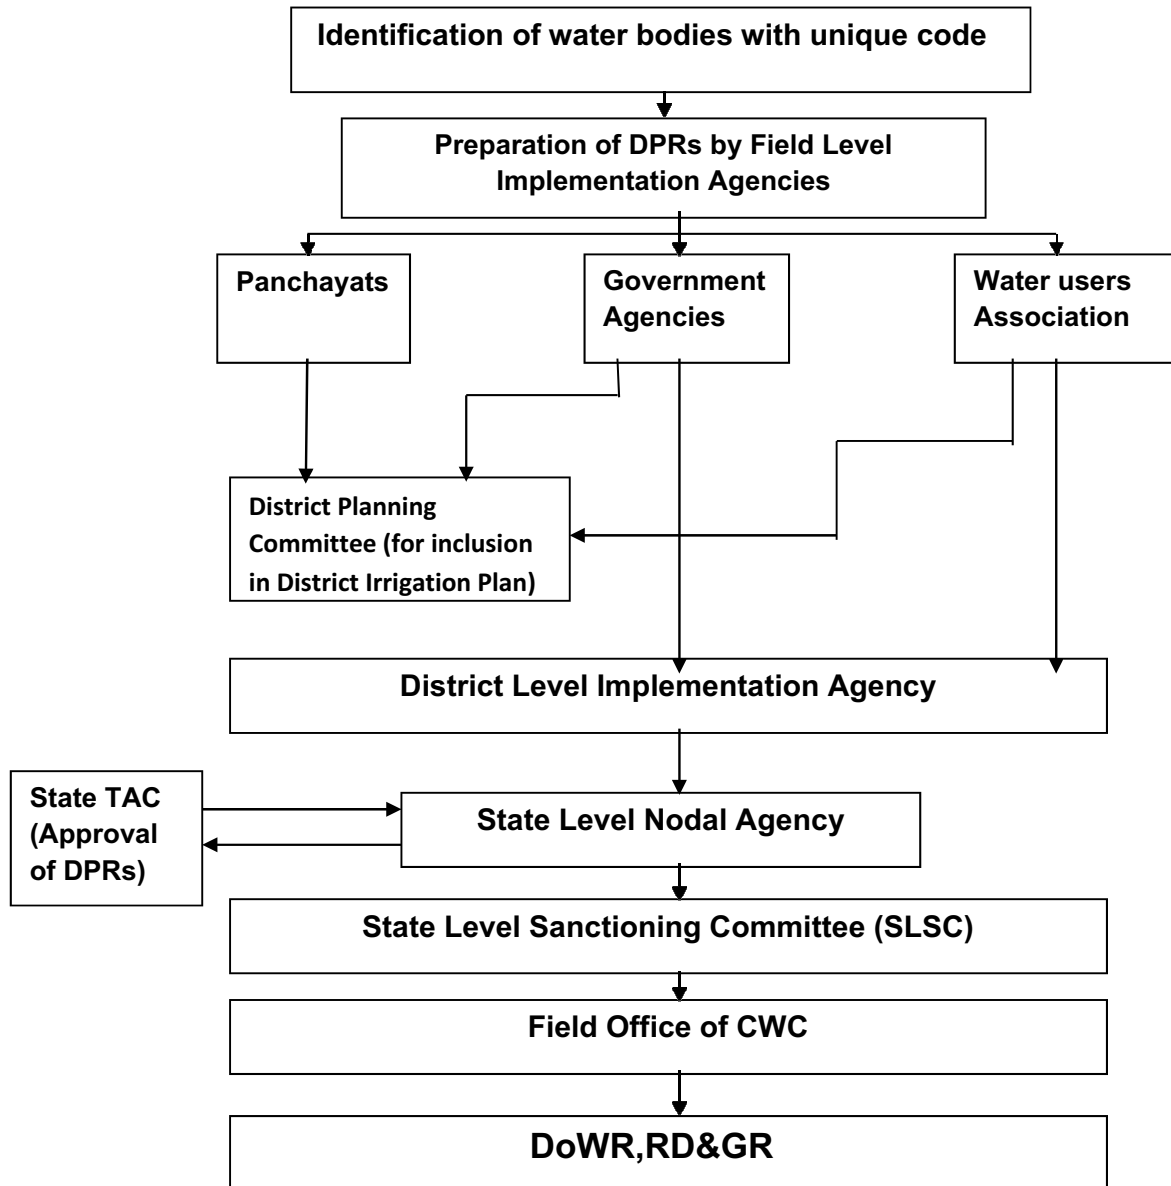 Identification of water bodies with unique code
Preparation of DPRs by Field Level
Implementation Agencies
Panchayats
Government
Agencies
Water users
Association
District Planning
Committee (for inclusion
in District Irrigation Plan)
District Level Implementation Agency
State TAC
(Approval
of DPRs)
State Level Nodal Agency
State Level Sanctioning Committee (SLSC)
Field Office of CWC
DoWR,RD&GR